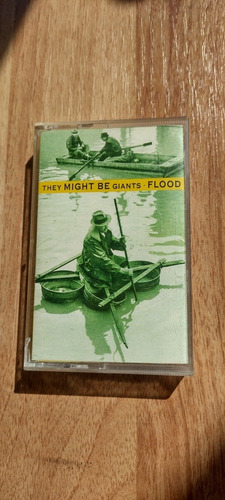 THEY MIGHT BE GIANTS · FLOOD